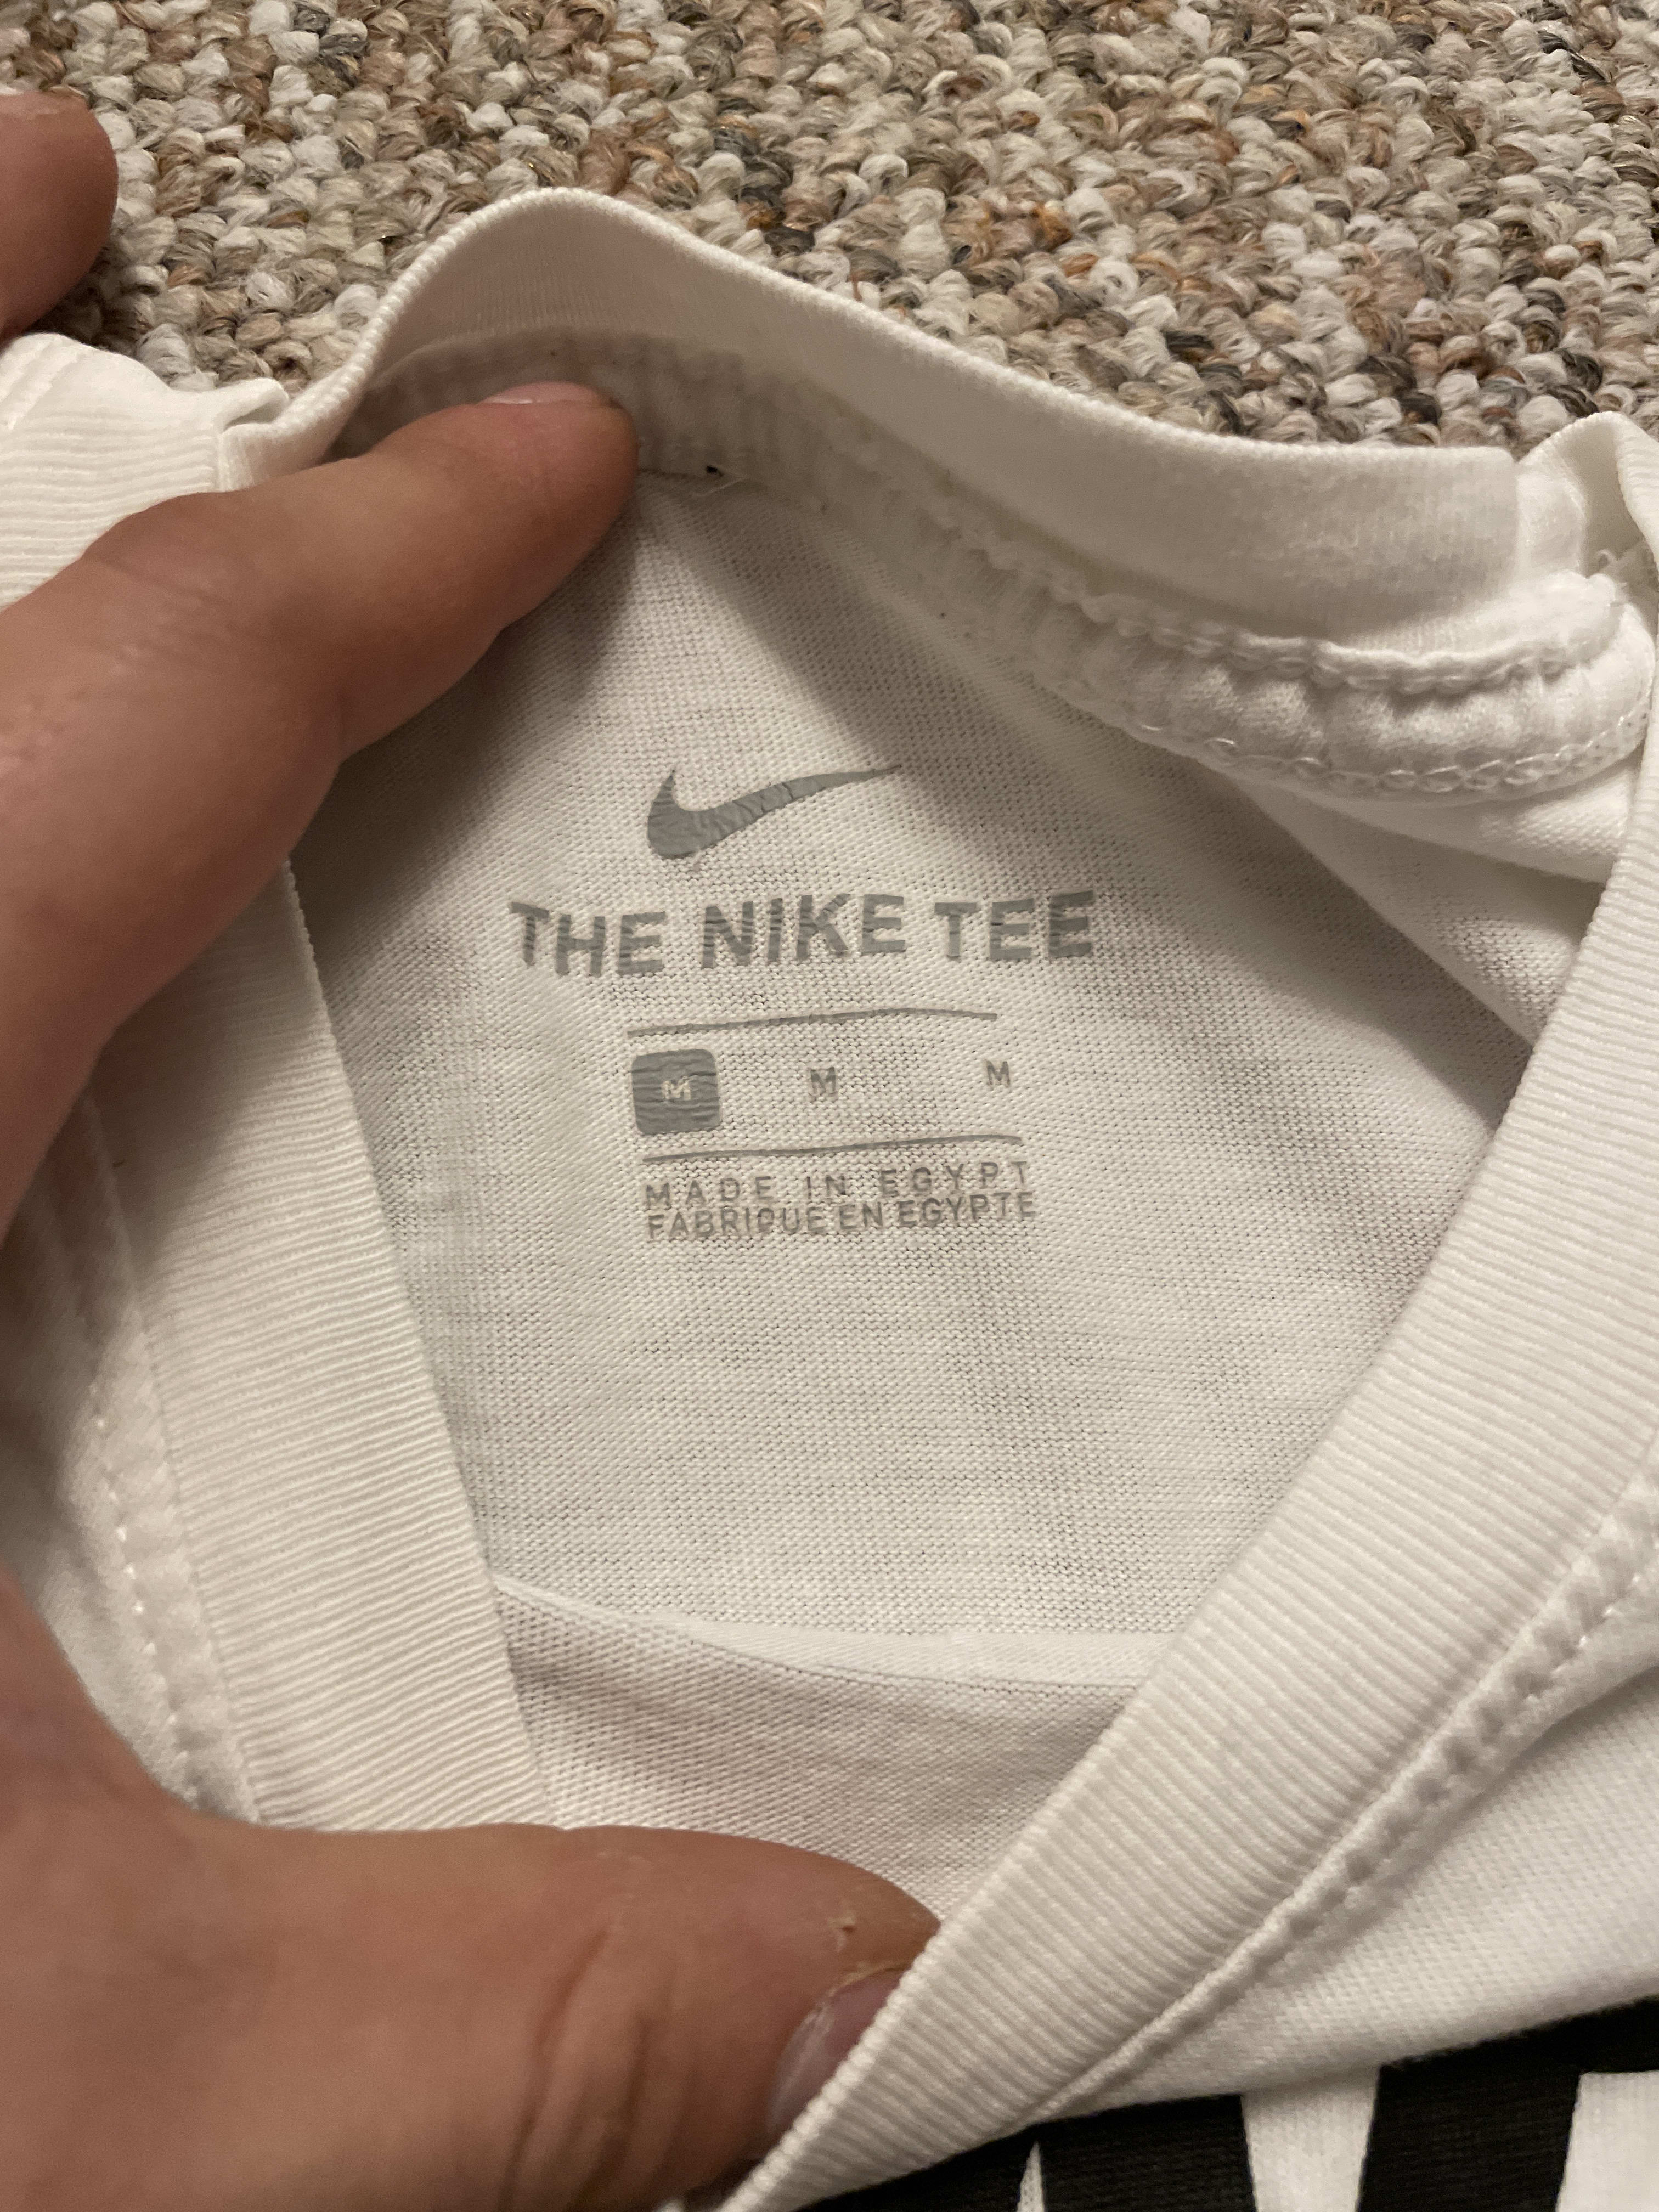 THE NIKE TEE
M M M
MADE IN EGYPT
FABRIQUE EN EGYPTE